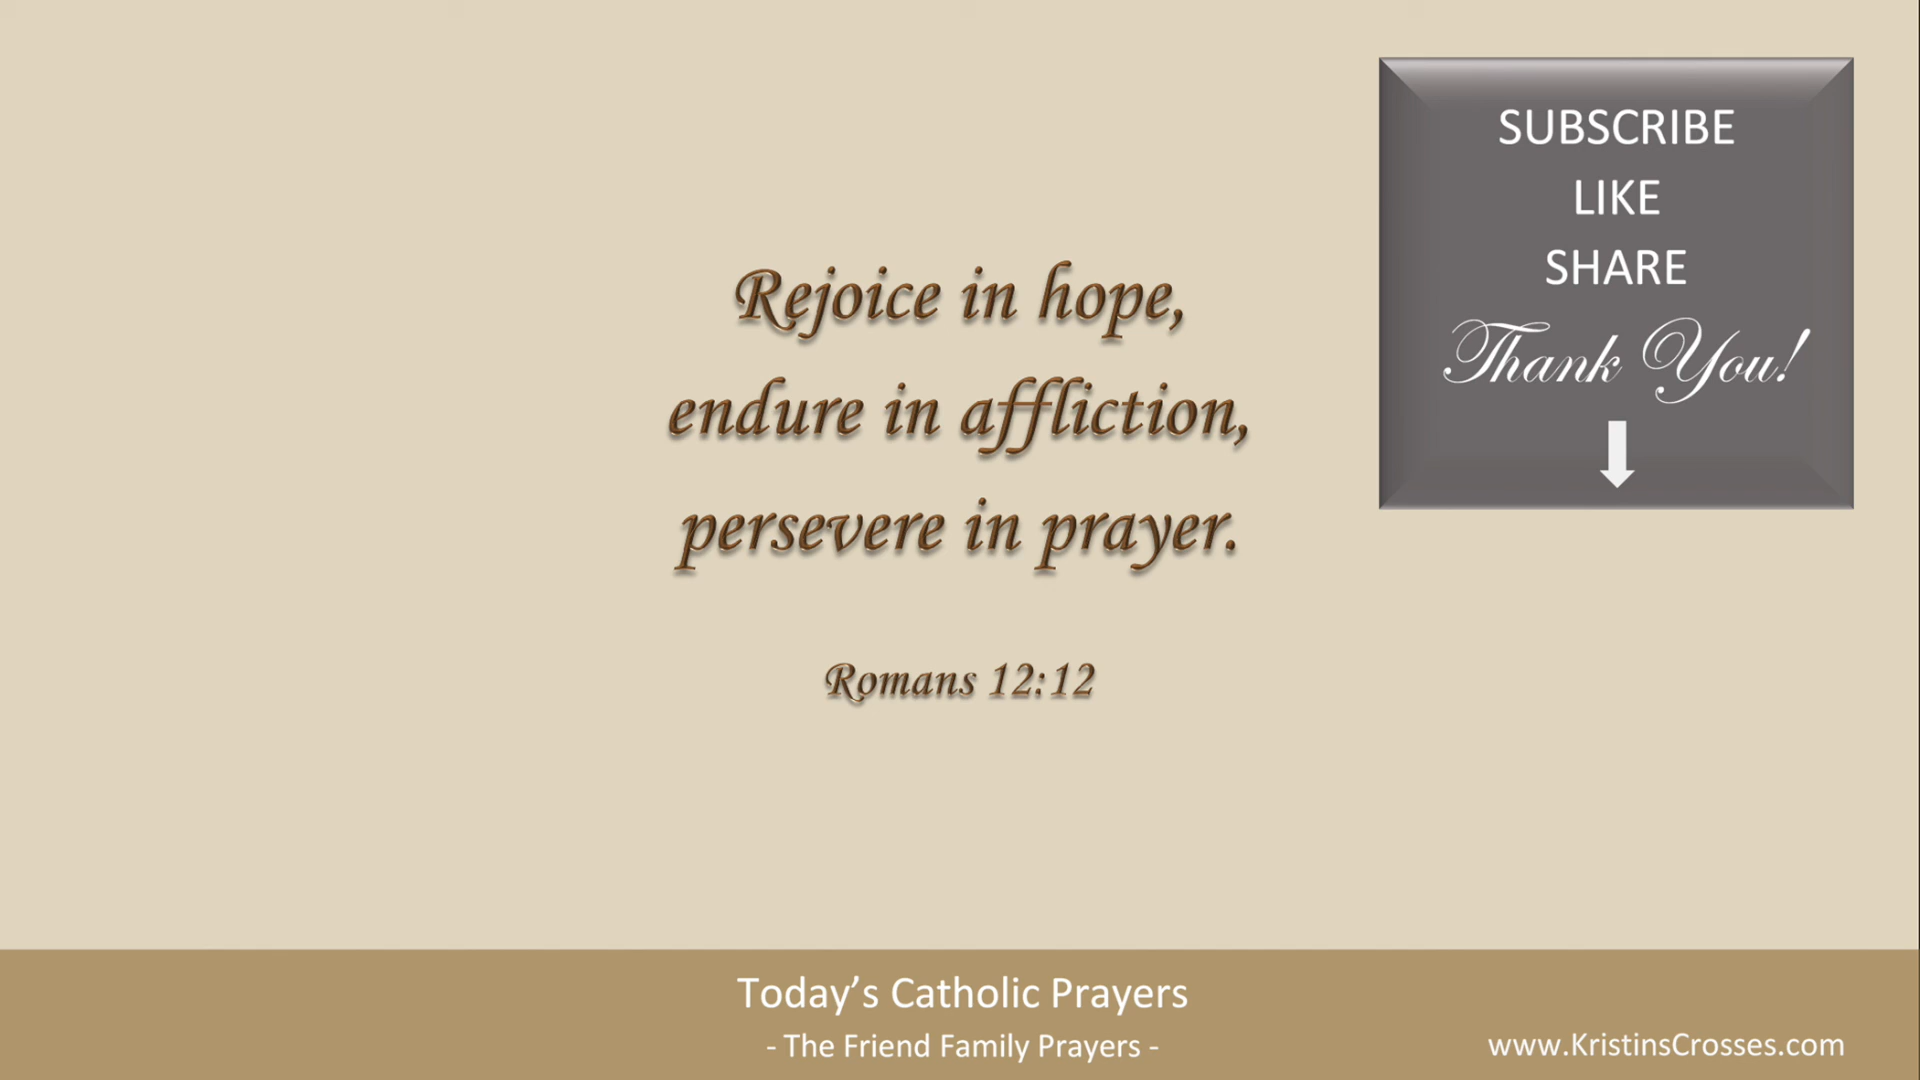 Rejoice in hope,
endure in affliction,
persevere in prayer.
Romans 12:12
SUBSCRIBE
LIKE
SHARE
Thank You!
Today’s Catholic Prayers
- The Friend Family Prayers -
www.KristinsCrosses.com